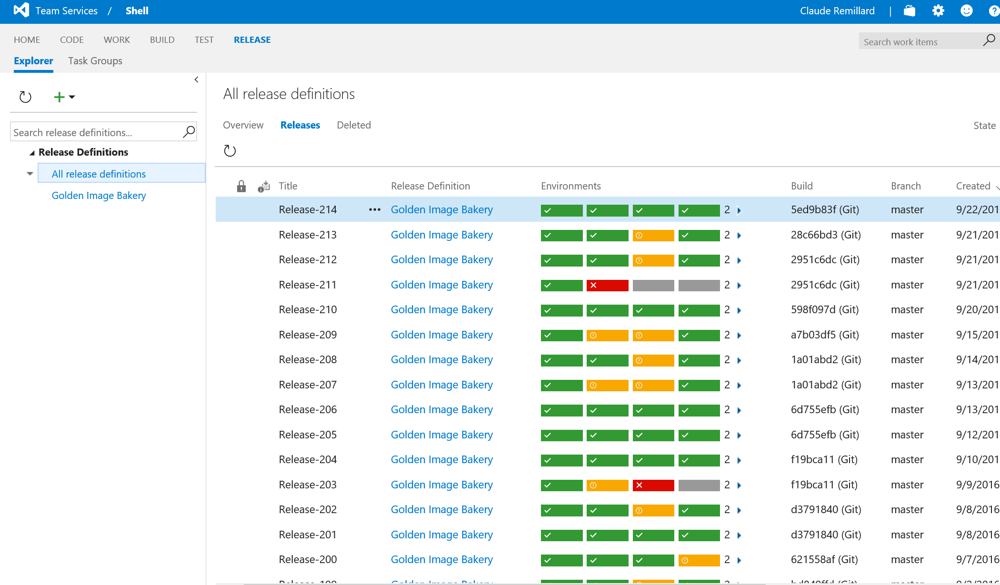 Team Services / Shell
Claude Remillard |
HOME CODE WORK BUILD TEST RELEASE
Search work items
Explorer Task Groups
All release definitions
Overview Releases Deleted
State
Search release definitions...
Release Definitions
All release definitions
Golden Image Bakery
Title Release Definition Environments Build Branch Created
Release-214 ••• Golden Image Bakery 2 5ed9b83f (Git) master 9/22/201
Release-213 Golden Image Bakery 2 28c66bd3 (Git) master 9/21/201
Release-212 Golden Image Bakery 2 2951c6dc (Git) master 9/21/201
Release-211 Golden Image Bakery 2 2951c6dc (Git) master 9/21/201
Release-210 Golden Image Bakery 2 598f097d (Git) master 9/20/201
Release-209 Golden Image Bakery 2 a7b03df5 (Git) master 9/15/201
Release-208 Golden Image Bakery 2 1a01abd2 (Git) master 9/14/201
Release-207 Golden Image Bakery 2 1a01abd2 (Git) master 9/13/201
Release-206 Golden Image Bakery 2 6d755efb (Git) master 9/13/201
Release-205 Golden Image Bakery 2 6d755efb (Git) master 9/12/201
Release-204 Golden Image Bakery 2 f19bca11 (Git) master 9/10/201
Release-203 Golden Image Bakery 2 f19bca11 (Git) master 9/9/2016
Release-202 Golden Image Bakery 2 d3791840 (Git) master 9/8/2016
Release-201 Golden Image Bakery 2 d3791840 (Git) master 9/8/2016
Release-200 Golden Image Bakery 2 621558af (Git) master 9/7/2016